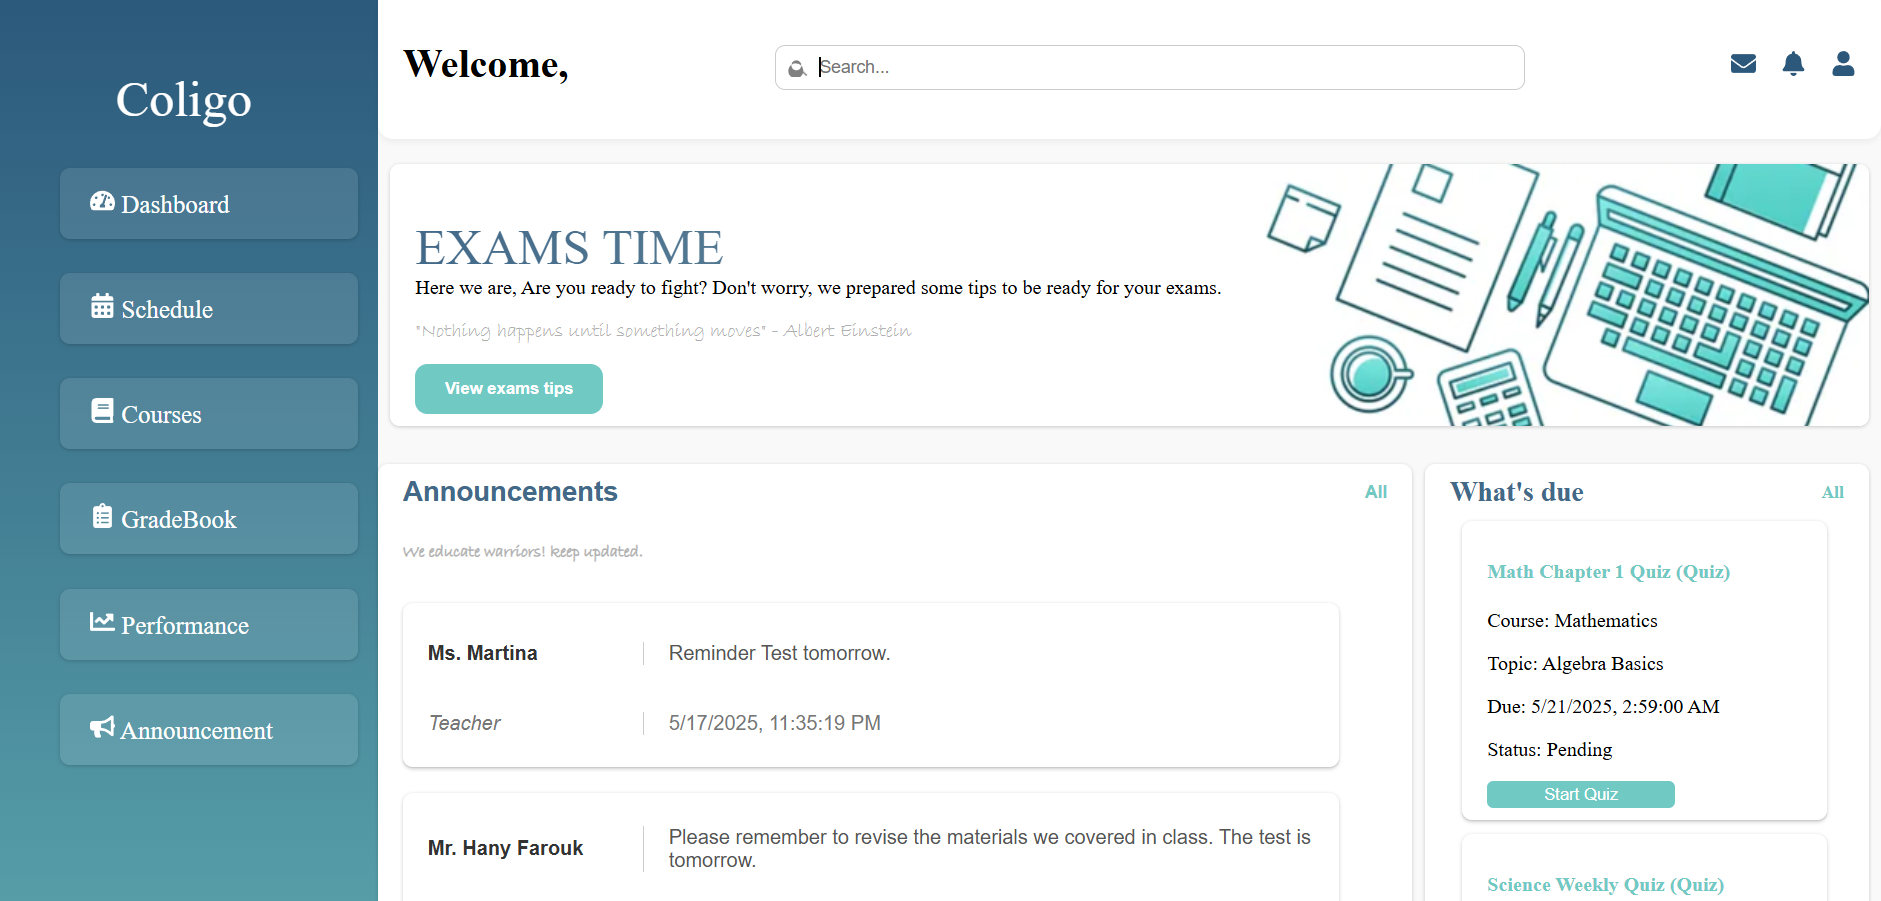 Coligo
Dashboard
Schedule
Courses
GradeBook
Performance
Announcement
Welcome,
Search...
EXAMS TIME
Here we are, Are you ready to fight? Don't worry, we prepared some tips to be ready for your exams.
"Nothing happens until something moves" - Albert Einstein
View exams tips
Announcements
All
We educate warriors! keep updated.
Ms. Martina
Reminder Test tomorrow.
Teacher
5/17/2025, 11:35:19 PM
Mr. Hany Farouk
Please remember to revise the materials we covered in class. The test is
tomorrow.
What's due
All
Math Chapter 1 Quiz (Quiz)
Course: Mathematics
Topic: Algebra Basics
Due: 5/21/2025, 2:59:00 AM
Status: Pending
Start Quiz
Science Weekly Quiz (Quiz)